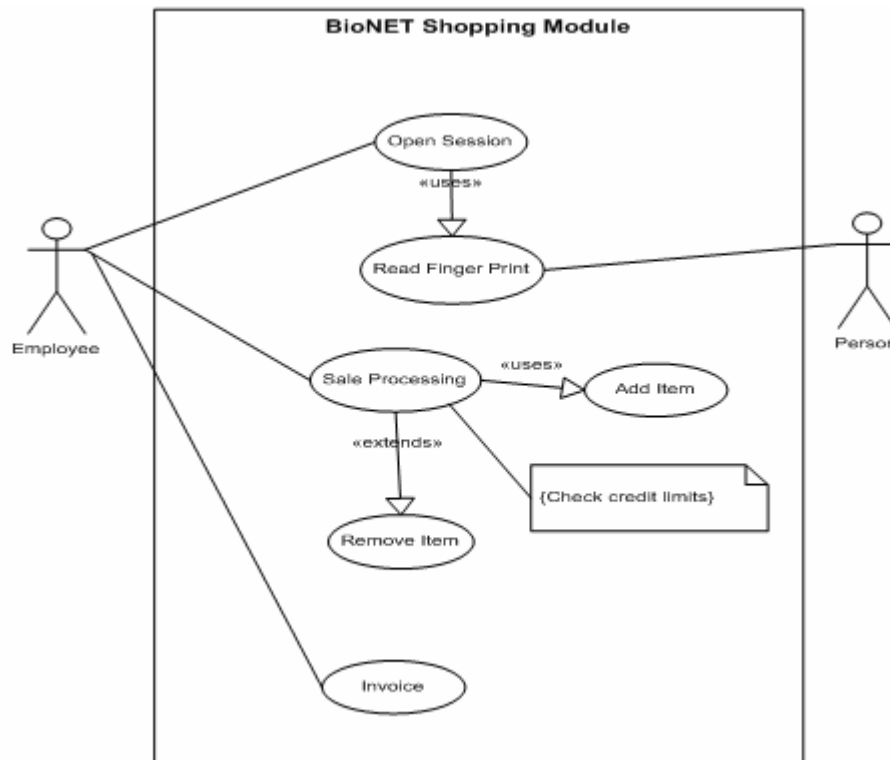 BioNET Shopping Module
Open Session
«uses»
Read Finger Print
Employee
Person
Sale Processing
«uses»
Add Item
«extends»
{Check credit limits}
Remove Item
Invoice